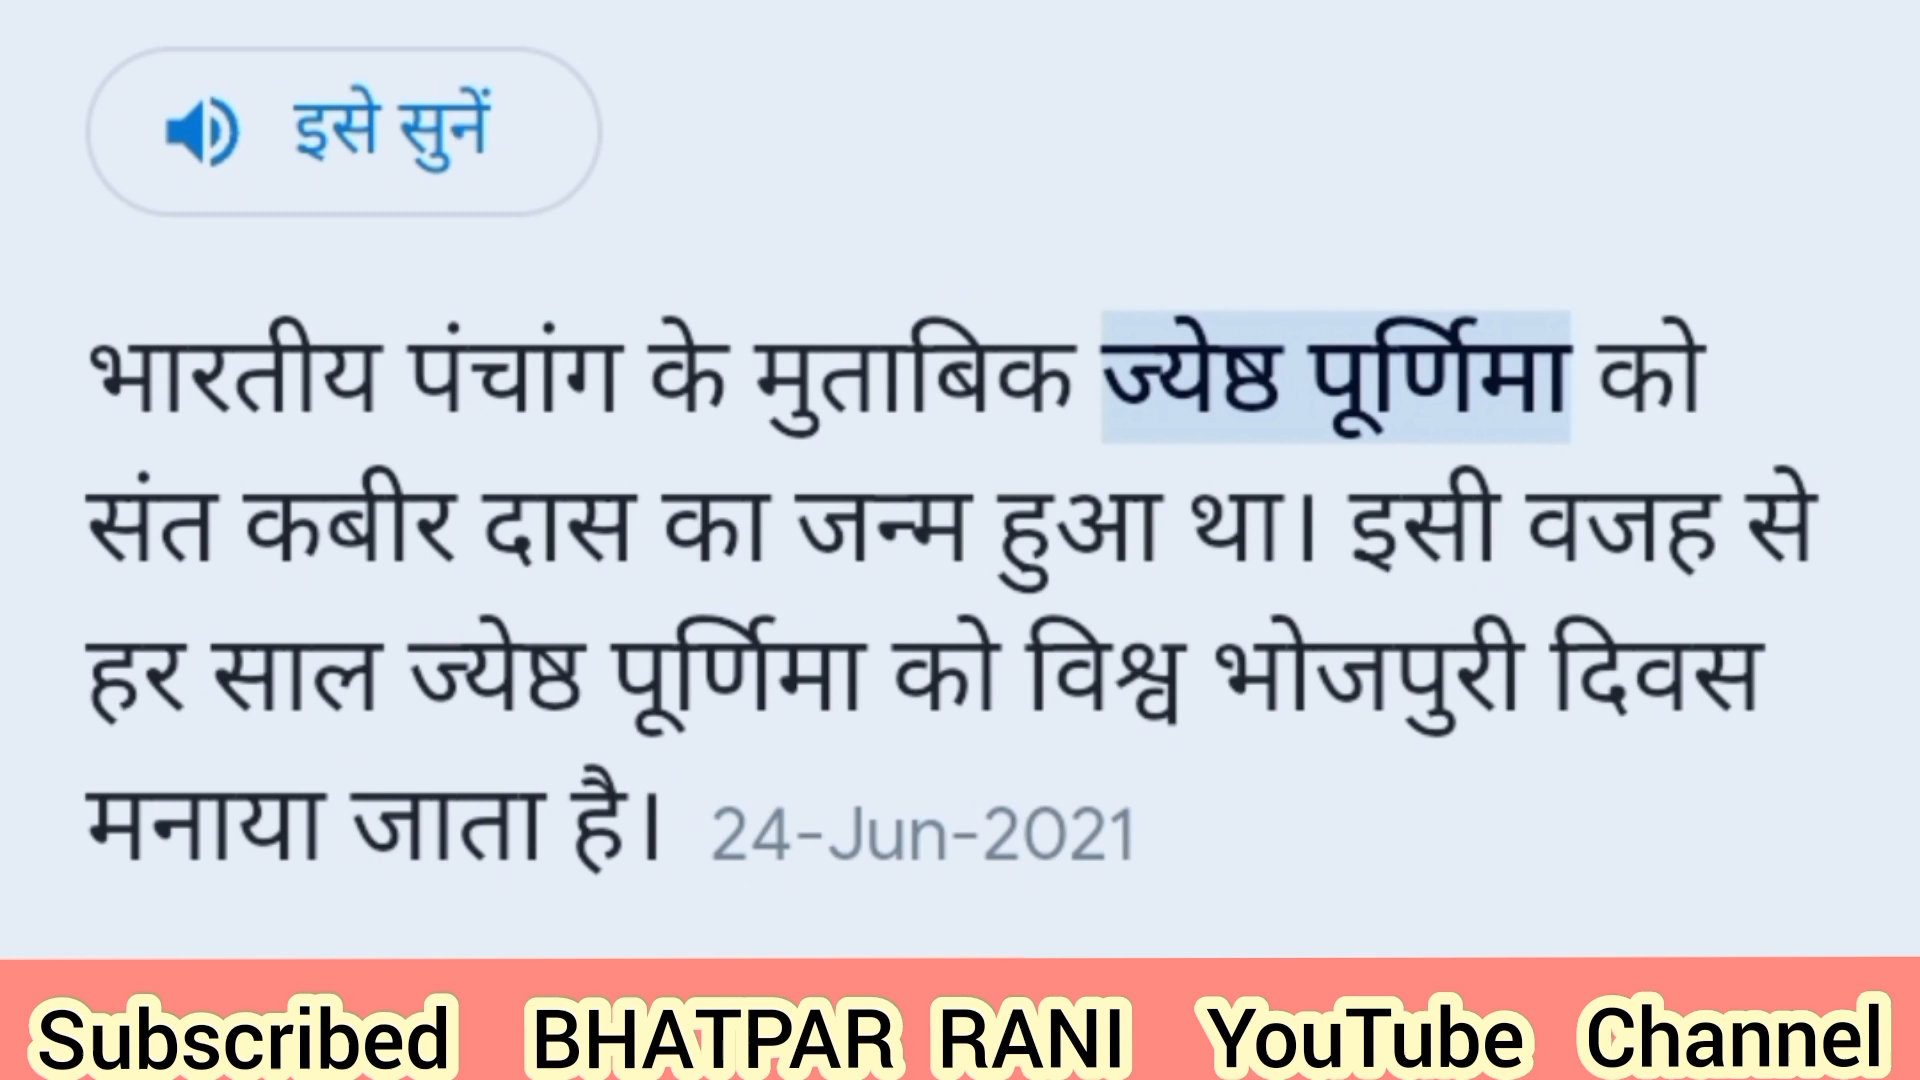 इसे सुनें
भारतीय पंचांग के मुताबिक ज्येष्ठ पूर्णिमा को
संत कबीर दास का जन्म हुआ था। इसी वजह से
हर साल ज्येष्ठ पूर्णिमा को विश्व भोजपुरी दिवस
मनाया जाता है। 24-Jun-2021
Subscribed BHATPAR RANI YouTube Channel